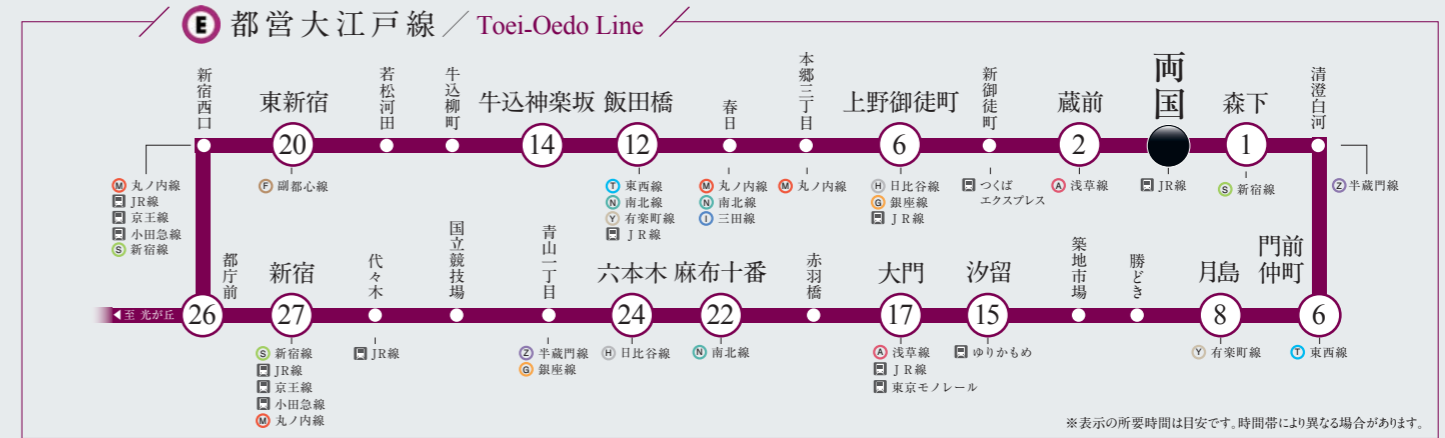 E 都営大江戸線／Toei-Oedo Line
新宿西口
東新宿
若松河田
牛込柳町
牛込神楽坂
飯田橋
春日
本郷三丁目
上野御徒町
新御徒町
蔵前
両国
森下
清澄白河
20
14
12
6
2
1
M 丸ノ内線
JR線
京王線
小田急線
S 新宿線
F 副都心線
T 東西線
N 南北線
Y 有楽町線
JR線
M 丸ノ内線
N 南北線
I 三田線
M 丸ノ内線
H 日比谷線
G 銀座線
JR線
つくば
エクスプレス
A 浅草線
JR線
S 新宿線
Z 半蔵門線
都庁前
新宿
代々木
国立競技場
青山一丁目
六本木
麻布十番
赤羽橋
大門
汐留
築地市場
勝どき
月島
門前
仲町
◀至 光が丘
26
27
24
22
17
15
8
6
S 新宿線
JR線
京王線
小田急線
M 丸ノ内線
JR線
Z 半蔵門線
G 銀座線
H 日比谷線
N 南北線
A 浅草線
JR線
東京モノレール
ゆりかもめ
Y 有楽町線
T 東西線
※表示の所要時間は目安です。時間帯により異なる場合があります。